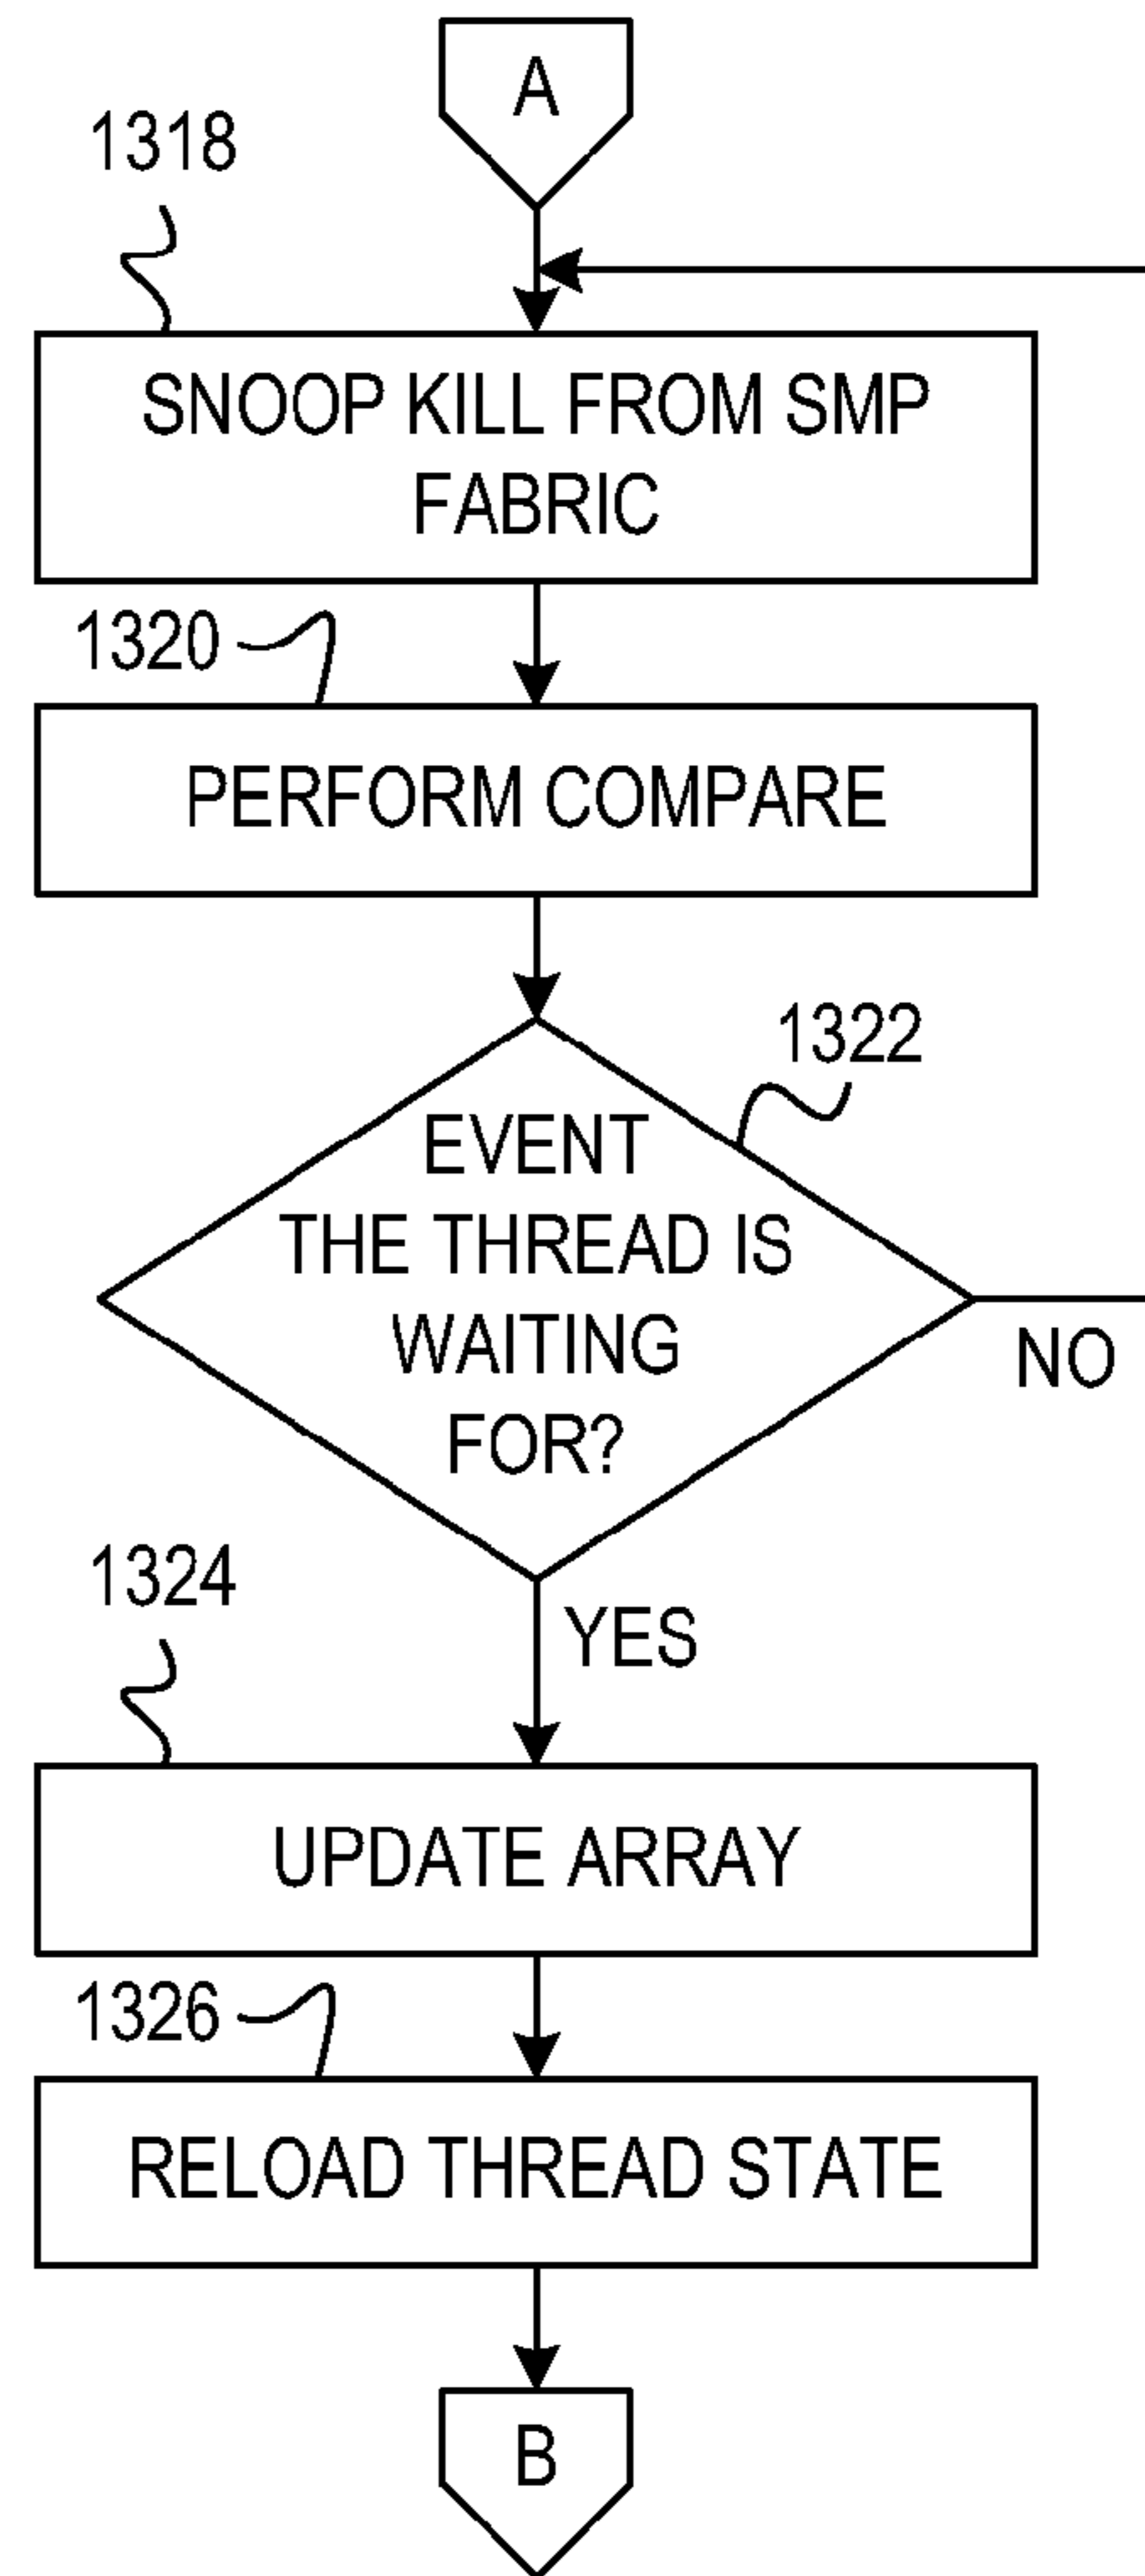 A
1318
SNOOP KILL FROM SMP
FABRIC
1320
PERFORM COMPARE
1322
EVENT
THE THREAD IS
WAITING
FOR?
NO
YES
1324
UPDATE ARRAY
1326
RELOAD THREAD STATE
B